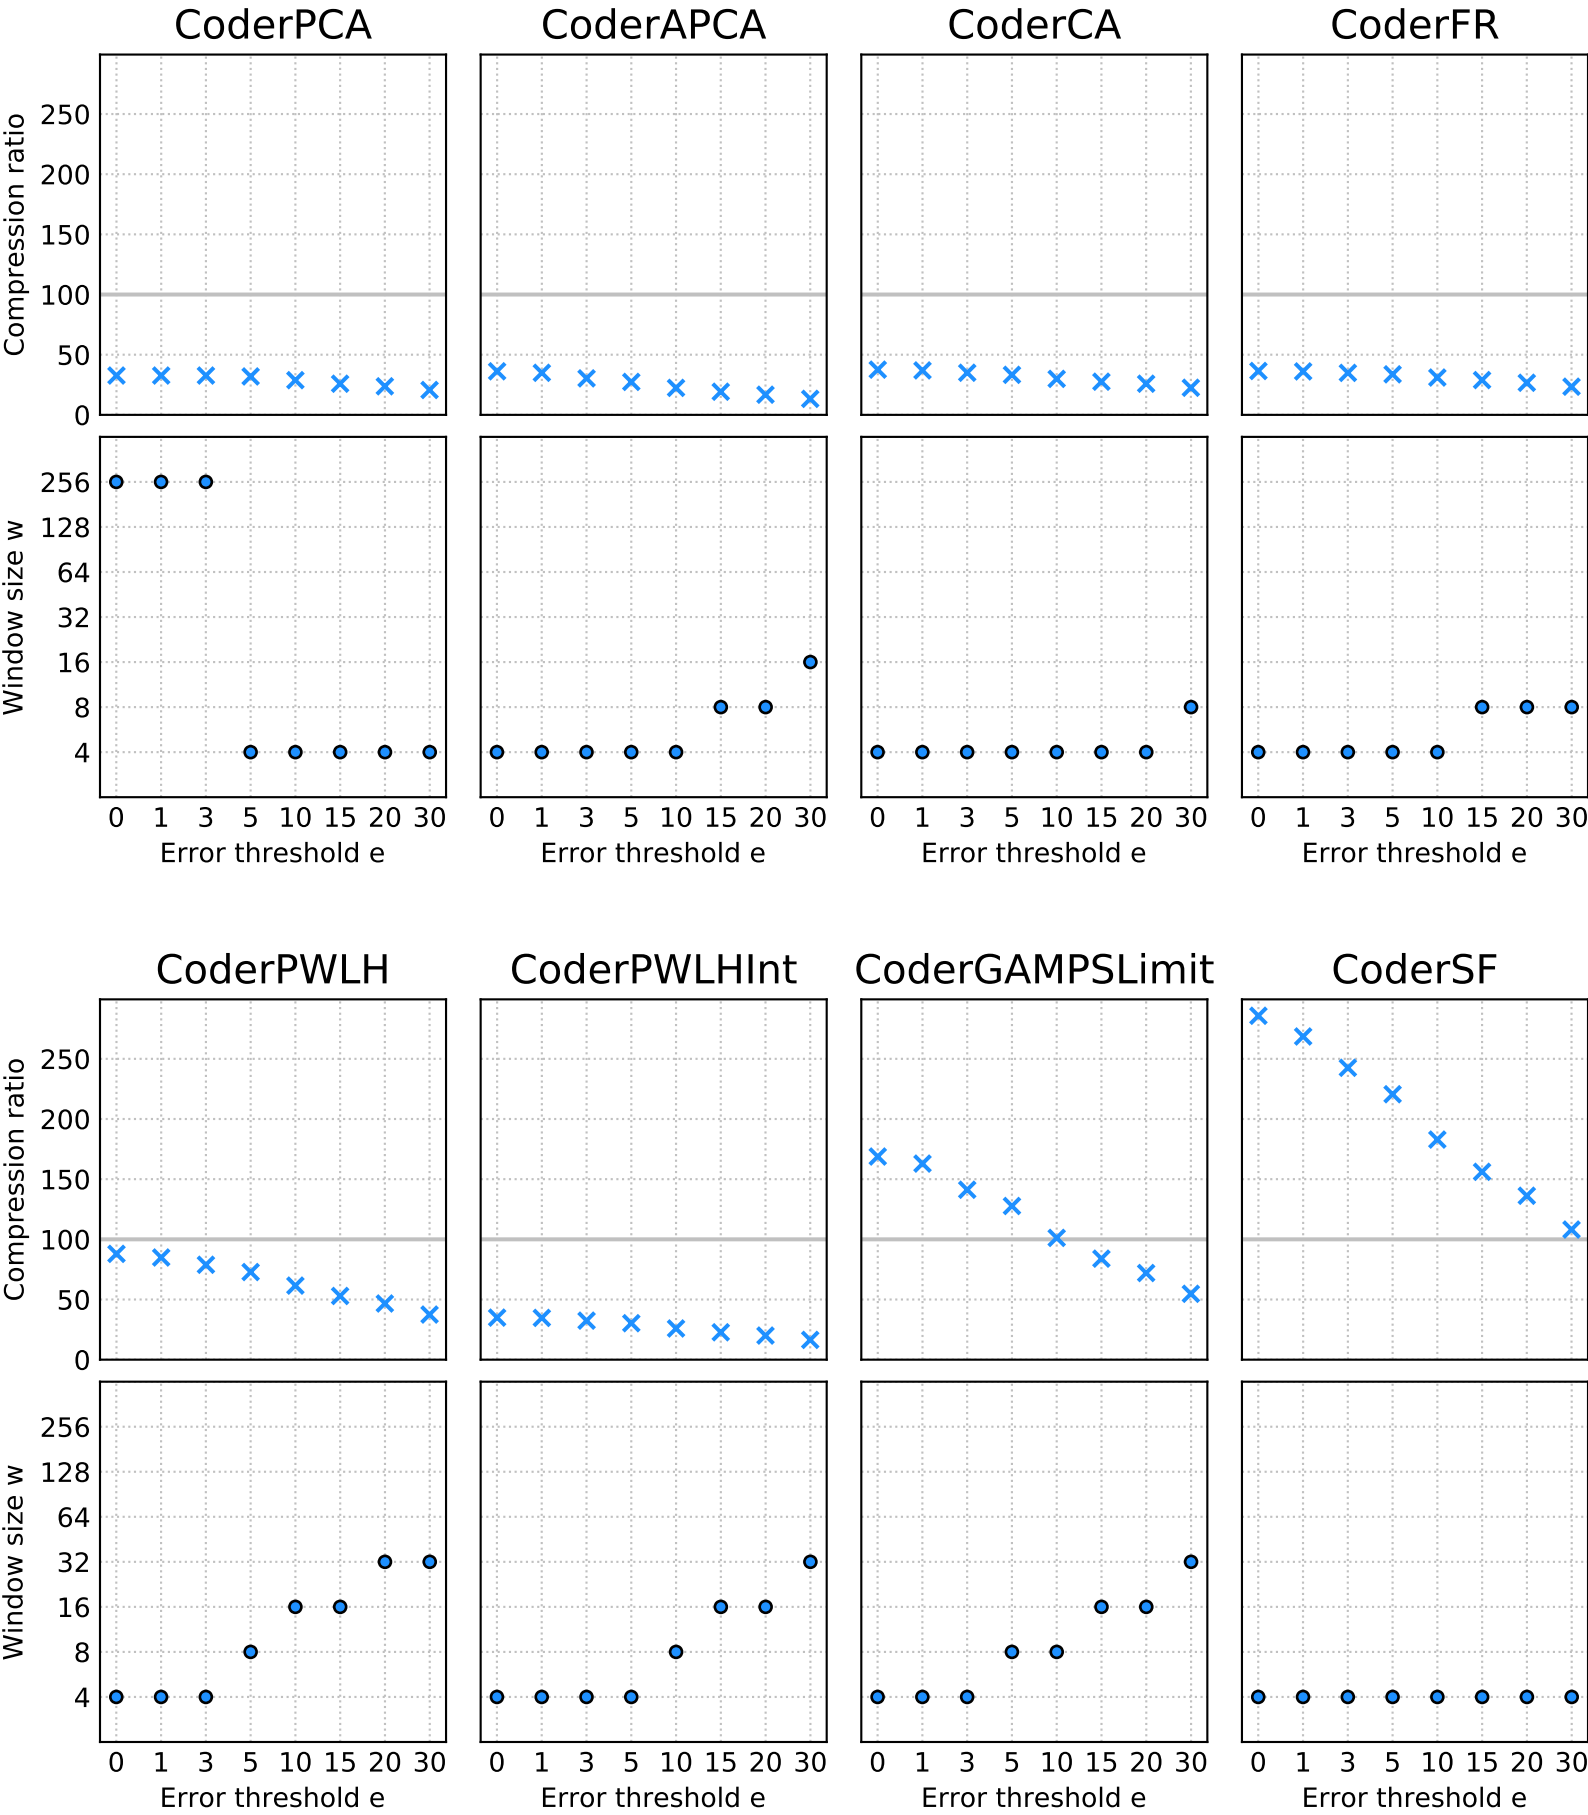 CoderPCA CoderAPCA CoderCA CoderFR
Compression ratio
250
200
150
100
50
0
Window size w
256
128
64
32
16
8
4
0 1 3 5 10 15 20 30 0 1 3 5 10 15 20 30 0 1 3 5 10 15 20 30 0 1 3 5 10 15 20 30
Error threshold e Error threshold e Error threshold e Error threshold e
CoderPWLH CoderPWLHInt CoderGAMPSLimit CoderSF
Compression ratio
250
200
150
100
50
0
Window size w
256
128
64
32
16
8
4
0 1 3 5 10 15 20 30 0 1 3 5 10 15 20 30 0 1 3 5 10 15 20 30 0 1 3 5 10 15 20 30
Error threshold e Error threshold e Error threshold e Error threshold e